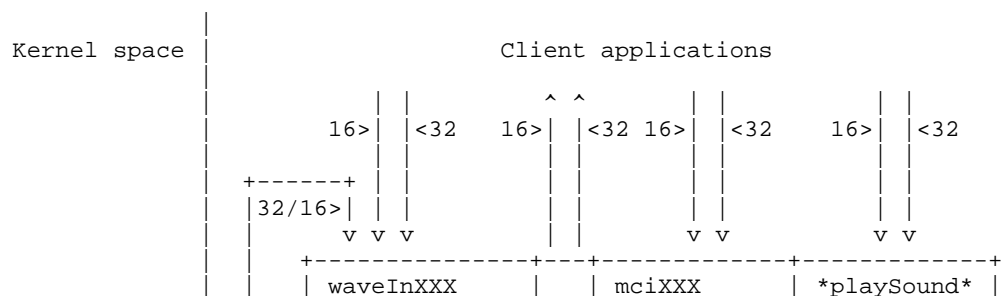 Kernel space | Client applications
16>| |<32 16>| |<32 16>| |<32 16>| |<32
+------+
|32/16>|
v v v v v v v
+---------------+---+-------------+-------------+
| waveInXXX | | mciXXX | *playSound* |